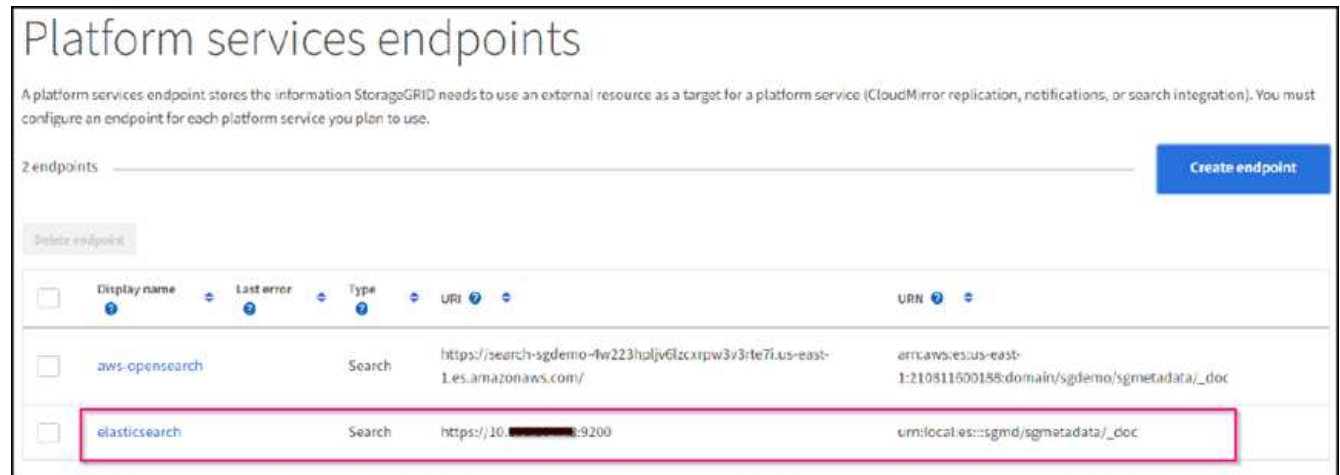 Platform services endpoints
A platform services endpoint stores the information StorageGRID needs to use an external resource as a target for a platform service (CloudMirror replication, notifications, or search integration). You must
configure an endpoint for each platform service you plan to use.
2 endpoints
Create endpoint
Delete endpoint
Display name Last error Type URI URN
aws-opensearch Search https://search-sgdemo-4w223hpljv6lzcxrpw3v3rte7i.us-east- arn:aws:es:us-east-
1.es.amazonaws.com/ 1:210811600188:domain/sgdemo/sgmetadata/_doc
elasticsearch Search https://10. :9200 urn:local:es:::sgmd/sgmetadata/_doc